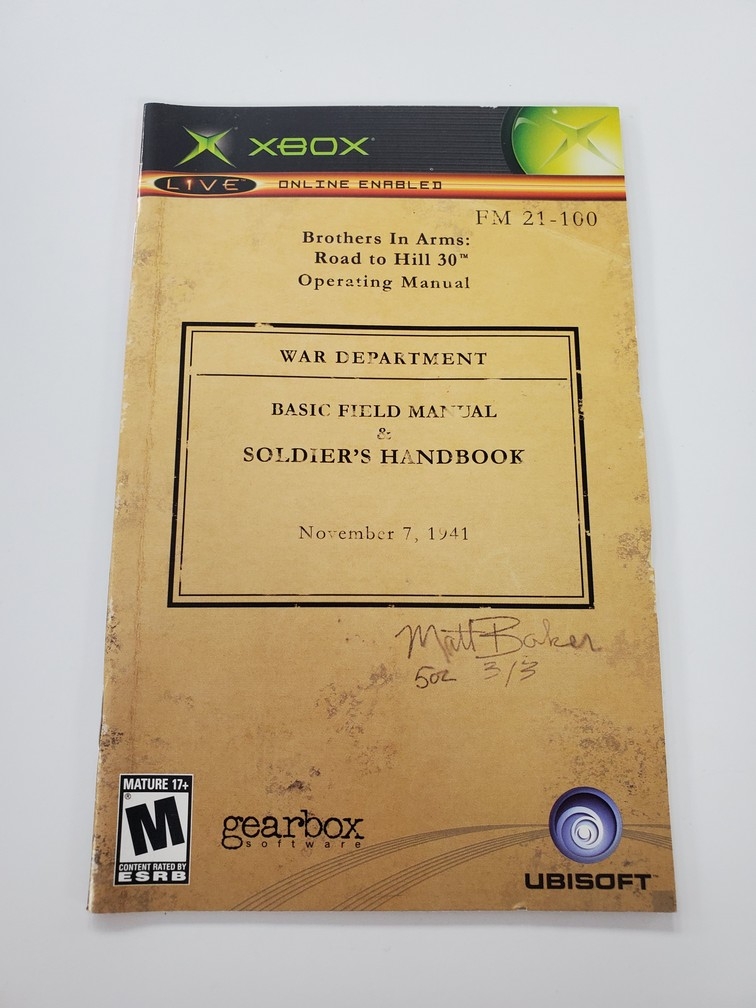 XBOX
LIVE ONLINE ENABLED
FM 21-100
Brothers In Arms:
Road to Hill 30™
Operating Manual
WAR DEPARTMENT
BASIC FIELD MANUAL
&
SOLDIER'S HANDBOOK
November 7, 1941
Matt Baker
502 3/3
MATURE 17+
M
CONTENT RATED BY
ESRB
gearbox
software
UBISOFT™